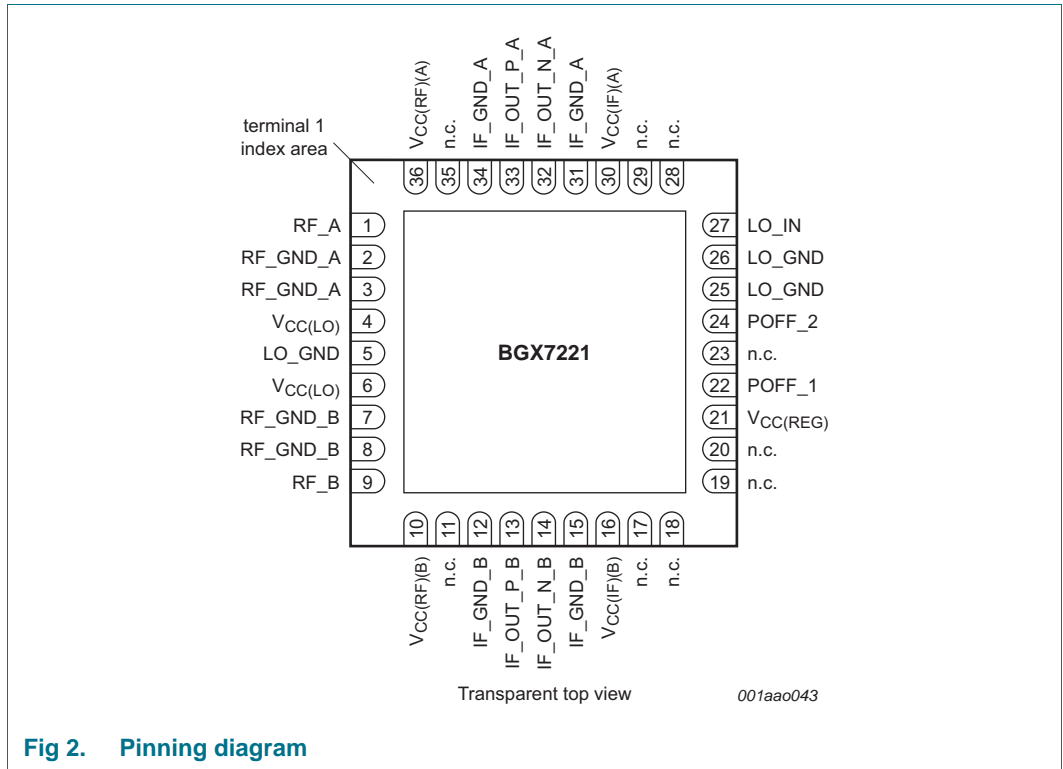 VCC(RF)(A)
n.c.
IF_GND_A
IF_OUT_P_A
IF_OUT_N_A
IF_GND_A
VCC(IF)(A)
n.c.
n.c.
terminal 1
index area
36 35 34 33 32 31 30 29 28
RF_A 1
RF_GND_A 2
RF_GND_A 3
VCC(LO) 4
LO_GND 5
VCC(LO) 6
RF_GND_B 7
RF_GND_B 8
RF_B 9
BGX7221
27 LO_IN
26 LO_GND
25 LO_GND
24 POFF_2
23 n.c.
22 POFF_1
21 VCC(REG)
20 n.c.
19 n.c.
10 11 12 13 14 15 16 17 18
VCC(RF)(B)
n.c.
IF_GND_B
IF_OUT_P_B
IF_OUT_N_B
IF_GND_B
VCC(IF)(B)
n.c.
n.c.
Transparent top view
001aao043
Fig 2. Pinning diagram